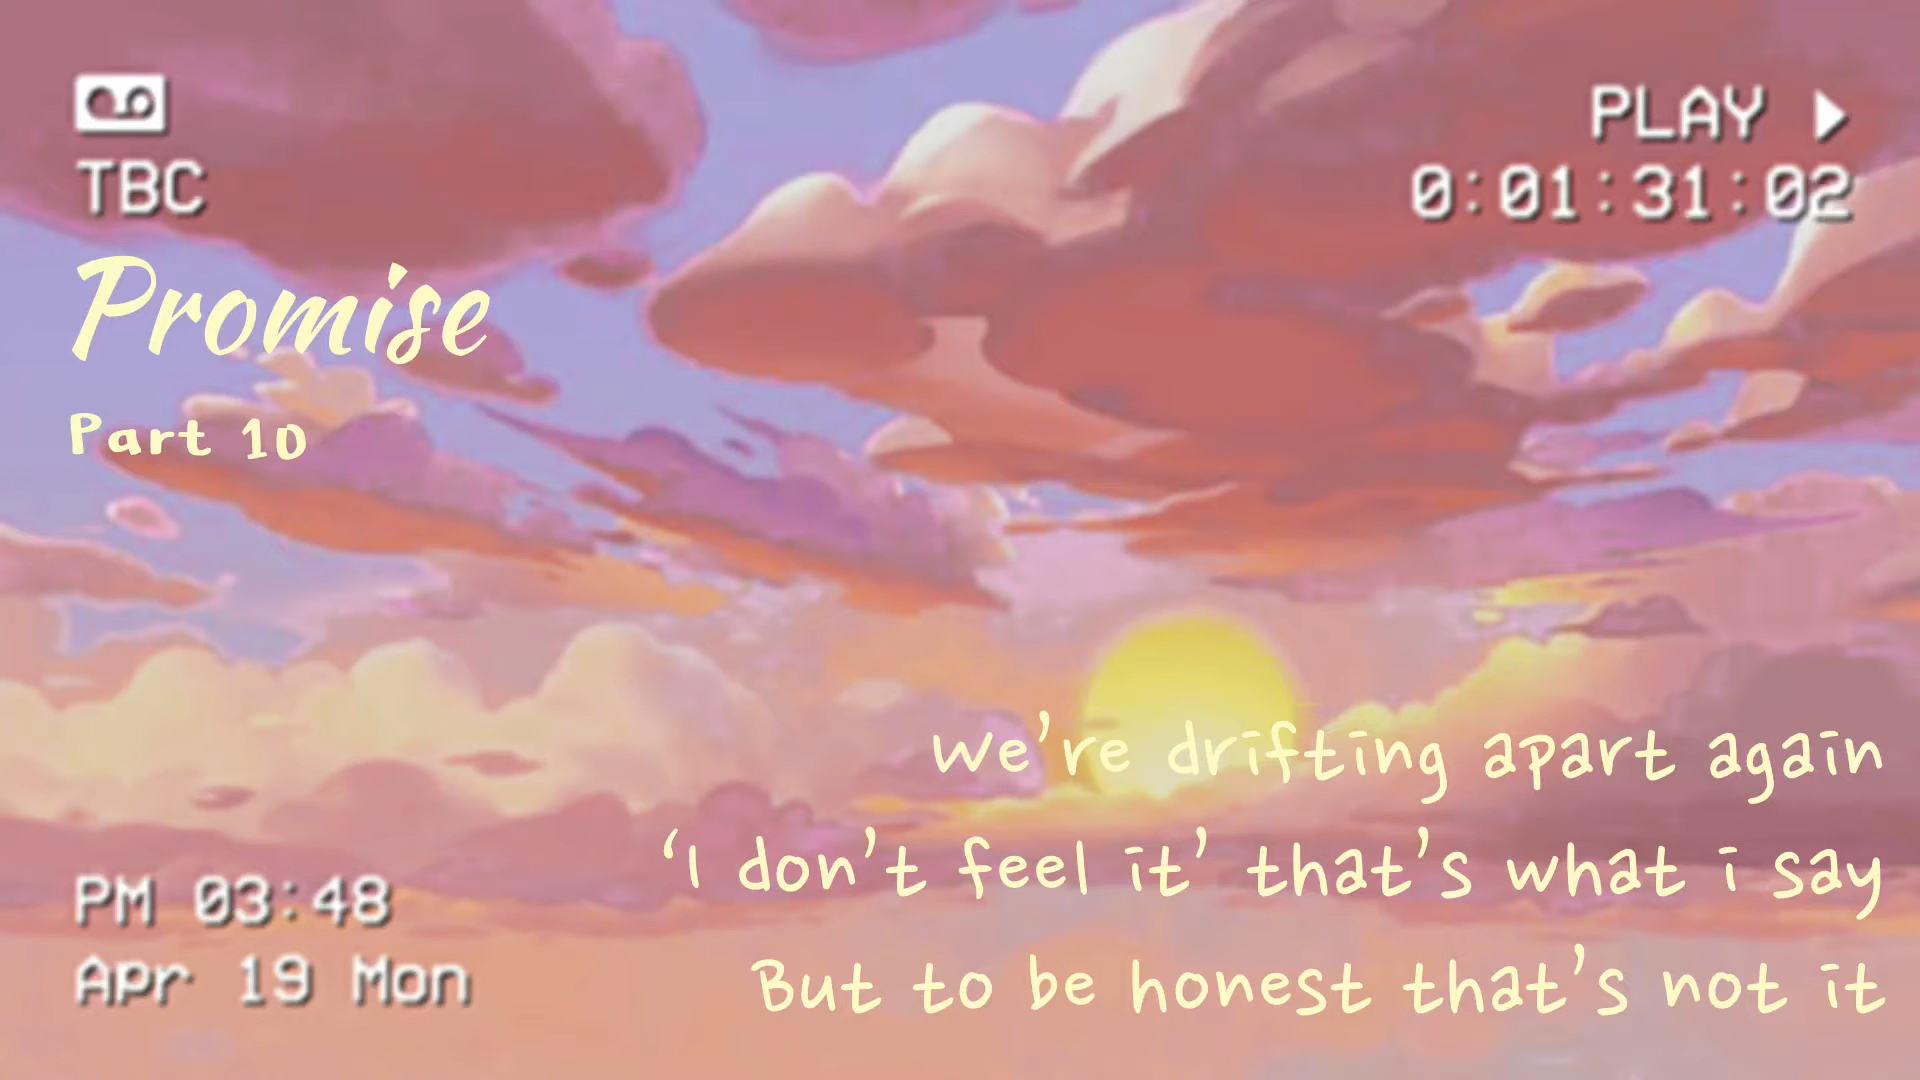 TBC
PLAY
0:01:31:02
Promise
Part 10
We're drifting apart again
'I don't feel it' that's what i say
But to be honest that's not it
PM 03:48
Apr 19 Mon